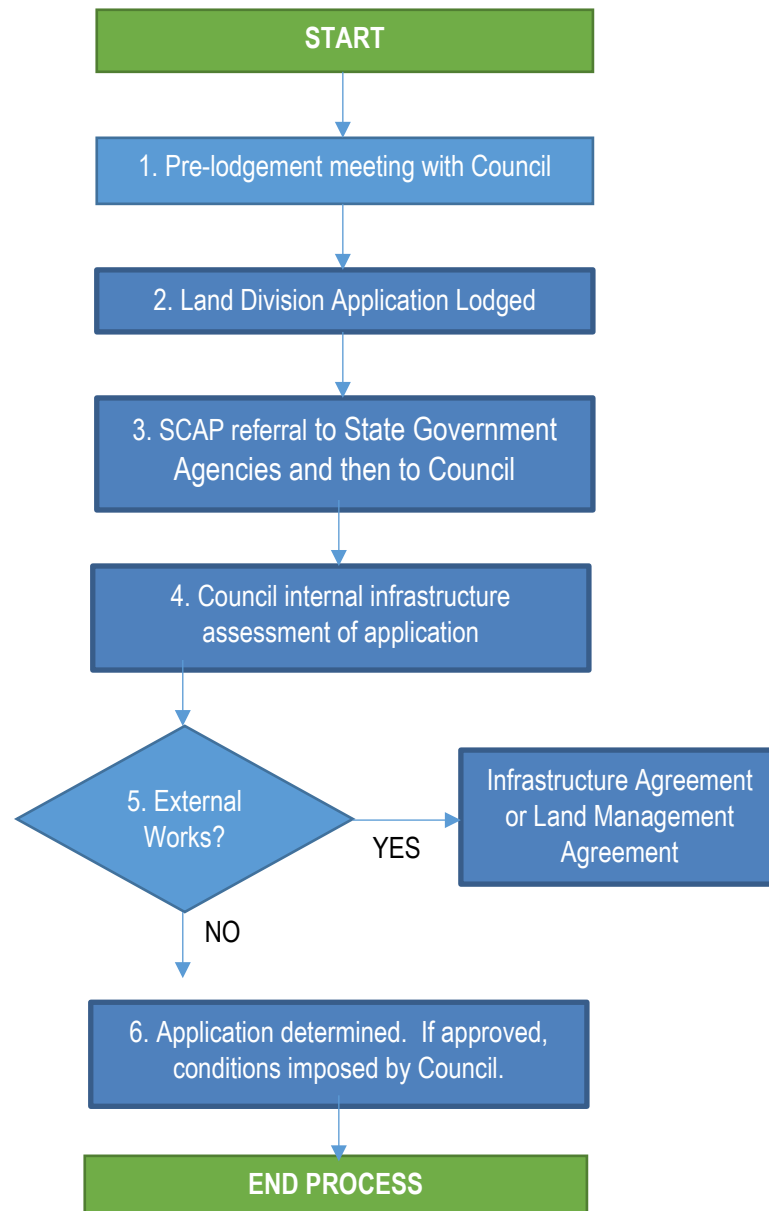 START
1. Pre-lodgement meeting with Council
2. Land Division Application Lodged
3. SCAP referral to State Government
Agencies and then to Council
4. Council internal infrastructure
assessment of application
5. External
Works?
YES
Infrastructure Agreement
or Land Management
Agreement
NO
6. Application determined.  If approved,
conditions imposed by Council.
END PROCESS